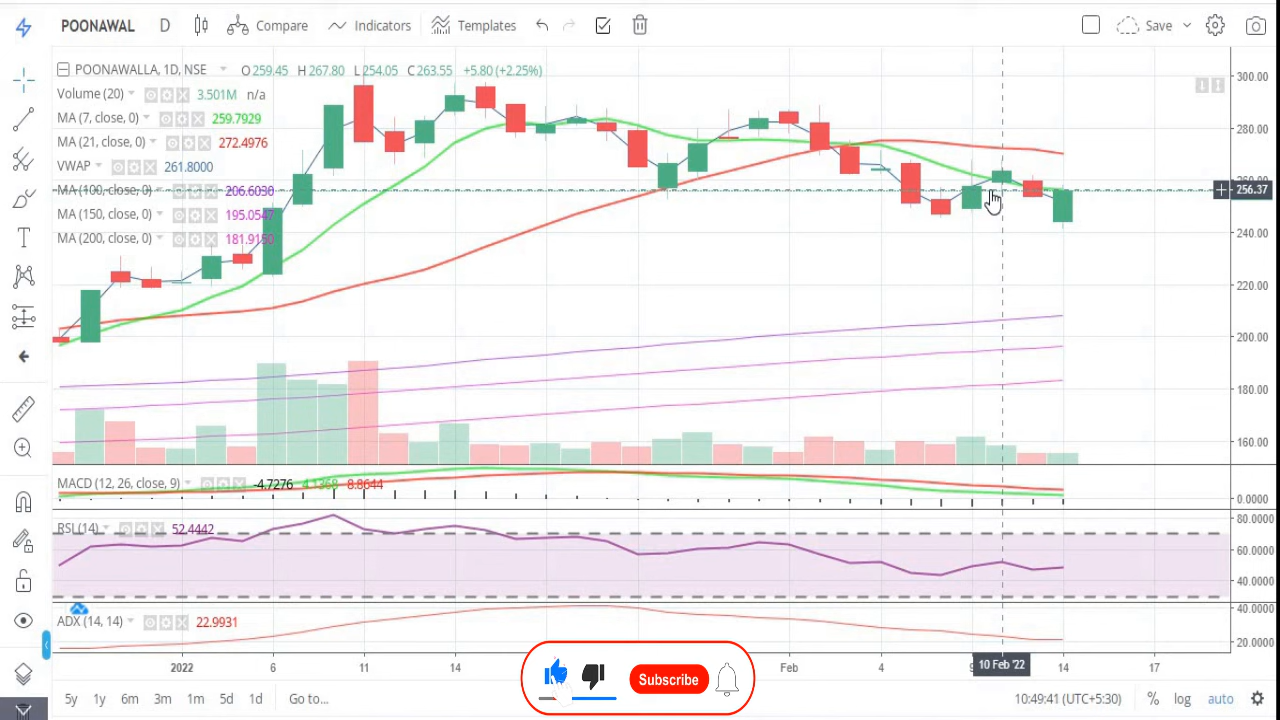 POONAWAL D Compare Indicators Templates Save
POONAWALLA, 1D, NSE O 259.45 H 267.80 L 254.05 C 263.55 +5.80 (+2.25%)
Volume (20) 3.501M n/a
MA (7, close, 0) 259.7929
MA (21, close, 0) 272.4976
VWAP 261.8000
MA (100, close, 0) 206.6030
MA (150, close, 0) 195.0547
MA (200, close, 0) 181.9150
300.00
280.00
256.37
240.00
220.00
200.00
180.00
160.00
MACD (12, 26, close, 9) -4.7276 4.1368 8.8644
0.0000
RSI (14) 52.4442
80.0000
60.0000
40.0000
ADX (14, 14) 22.9931
40.0000
20.0000
2022 6 11 14 Feb 4 10 Feb '22 14 17
Subscribe
5y 1y 6m 3m 1m 5d 1d Go to... 10:49:41 (UTC+5:30) % log auto